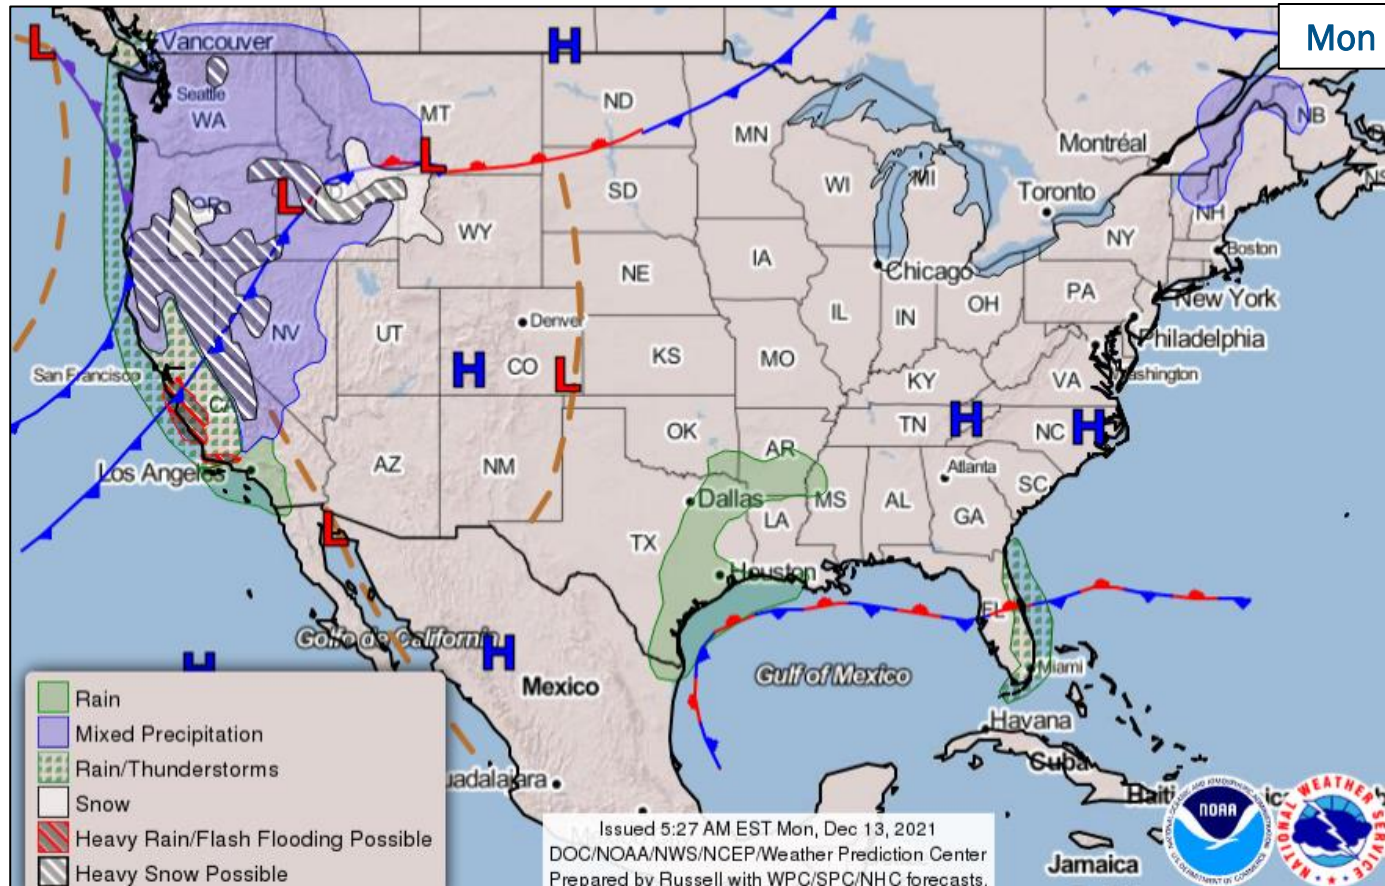 Mon
L
Vancouver
H
Seattle
WA
MT
ND
MN
Montréal
NB
L
L
OR
SD
WI
MI
Toronto
NH
WY
NY
Boston
NE
IA
Chicago
PA
New York
NV
UT
Denver
IL
IN
OH
Philadelphia
San Francisco
H
CO
L
KS
MO
KY
VA
Washington
CA
OK
AR
TN
H
NC
H
Los Angeles
AZ
NM
Atlanta
SC
Dallas
MS
AL
GA
L
TX
LA
Houston
FL
Golfo de California
H
H
Gulf of Mexico
Miami
Mexico
Havana
Cuba
Rain
Mixed Precipitation
Rain/Thunderstorms
Snow
Heavy Rain/Flash Flooding Possible
Heavy Snow Possible
Haiti
Jamaica
Issued 5:27 AM EST Mon, Dec 13, 2021
DOC/NOAA/NWS/NCEP/Weather Prediction Center
Prepared by Russell with WPC/SPC/NHC forecasts.
NOAA
NATIONAL WEATHER SERVICE